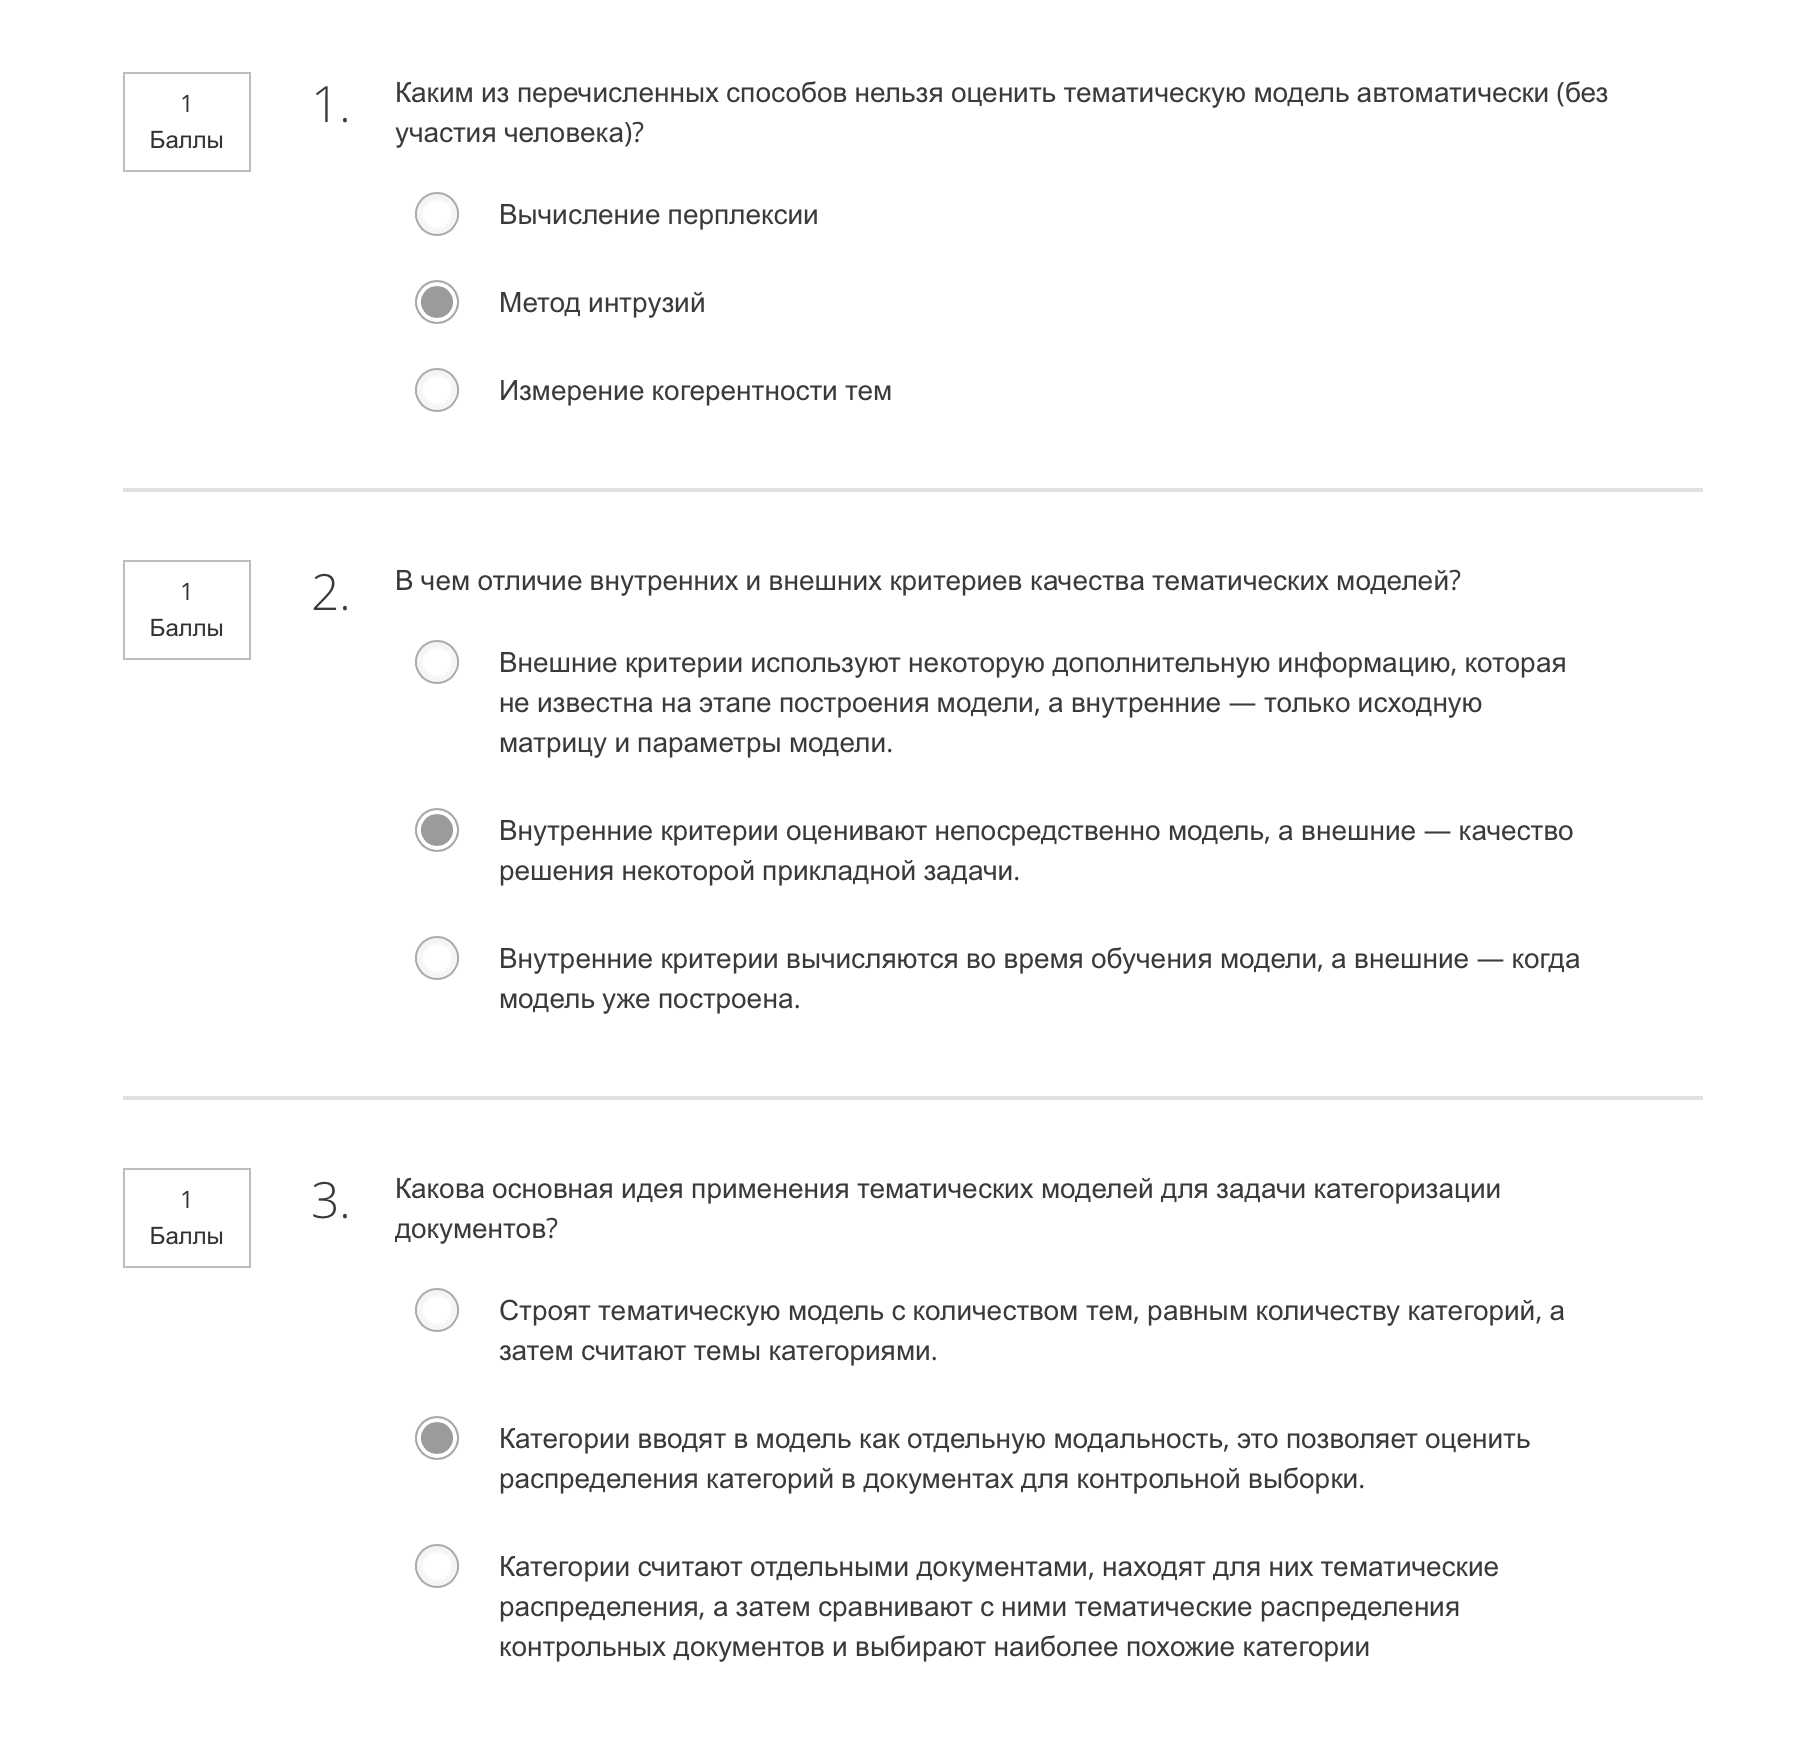 1
Баллы
1.
Каким из перечисленных способов нельзя оценить тематическую модель автоматически (без
участия человека)?
Вычисление перплексии
Метод интрузий
Измерение когерентности тем
1
Баллы
2.
В чем отличие внутренних и внешних критериев качества тематических моделей?
Внешние критерии используют некоторую дополнительную информацию, которая
не известна на этапе построения модели, а внутренние — только исходную
матрицу и параметры модели.
Внутренние критерии оценивают непосредственно модель, а внешние — качество
решения некоторой прикладной задачи.
Внутренние критерии вычисляются во время обучения модели, а внешние — когда
модель уже построена.
1
Баллы
3.
Какова основная идея применения тематических моделей для задачи категоризации
документов?
Строят тематическую модель с количеством тем, равным количеству категорий, а
затем считают темы категориями.
Категории вводят в модель как отдельную модальность, это позволяет оценить
распределения категорий в документах для контрольной выборки.
Категории считают отдельными документами, находят для них тематические
распределения, а затем сравнивают с ними тематические распределения
контрольных документов и выбирают наиболее похожие категории